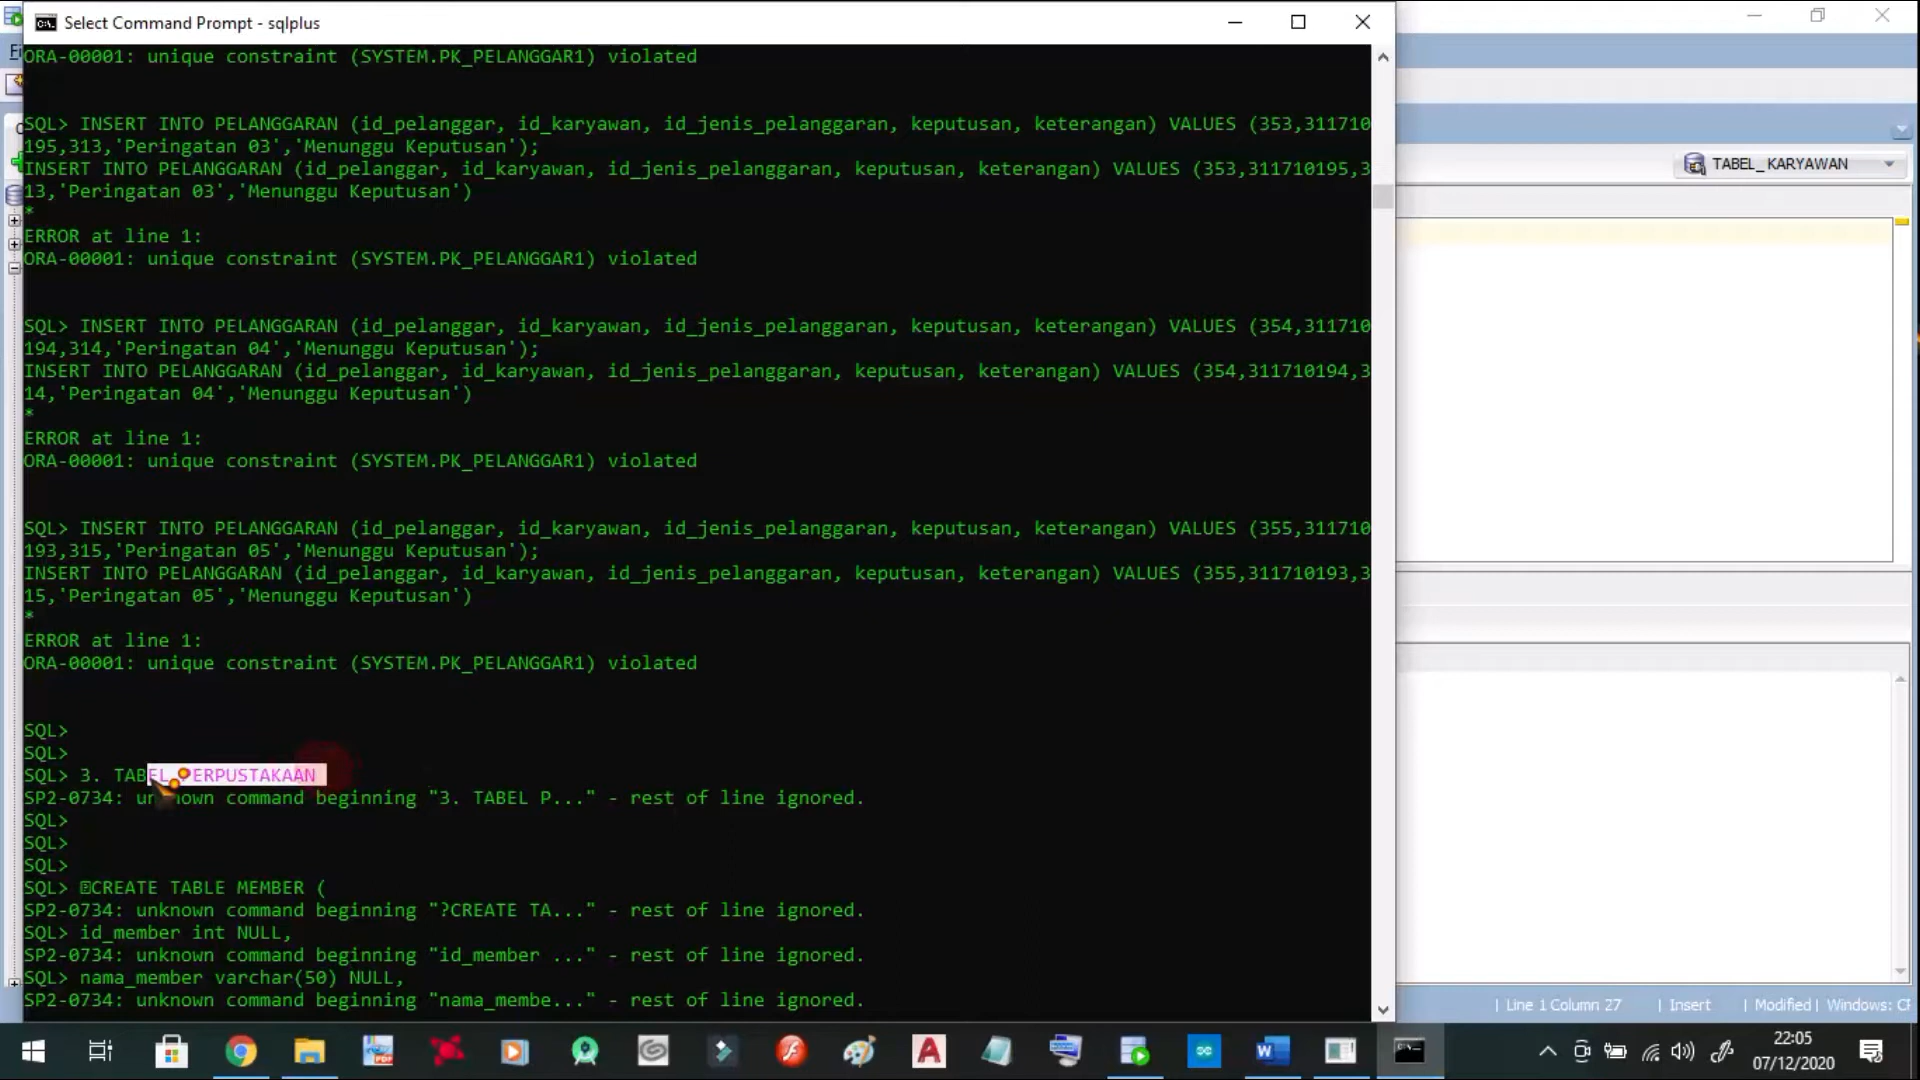 Select Command Prompt - sqlplus
ORA-00001: unique constraint (SYSTEM.PK_PELANGGAR1) violated
SQL> INSERT INTO PELANGGARAN (id_pelanggar, id_karyawan, id_jenis_pelanggaran, keputusan, keterangan) VALUES (353,311710
195,313,'Peringatan 03','Menunggu Keputusan');
INSERT INTO PELANGGARAN (id_pelanggar, id_karyawan, id_jenis_pelanggaran, keputusan, keterangan) VALUES (353,311710195,3
13,'Peringatan 03','Menunggu Keputusan')
*
ERROR at line 1:
ORA-00001: unique constraint (SYSTEM.PK_PELANGGAR1) violated
SQL> INSERT INTO PELANGGARAN (id_pelanggar, id_karyawan, id_jenis_pelanggaran, keputusan, keterangan) VALUES (354,311710
194,314,'Peringatan 04','Menunggu Keputusan');
INSERT INTO PELANGGARAN (id_pelanggar, id_karyawan, id_jenis_pelanggaran, keputusan, keterangan) VALUES (354,311710194,3
14,'Peringatan 04','Menunggu Keputusan')
*
ERROR at line 1:
ORA-00001: unique constraint (SYSTEM.PK_PELANGGAR1) violated
SQL> INSERT INTO PELANGGARAN (id_pelanggar, id_karyawan, id_jenis_pelanggaran, keputusan, keterangan) VALUES (355,311710
193,315,'Peringatan 05','Menunggu Keputusan');
INSERT INTO PELANGGARAN (id_pelanggar, id_karyawan, id_jenis_pelanggaran, keputusan, keterangan) VALUES (355,311710193,3
15,'Peringatan 05','Menunggu Keputusan')
*
ERROR at line 1:
ORA-00001: unique constraint (SYSTEM.PK_PELANGGAR1) violated
SQL>
SQL>
SQL> 3. TABEL PERPUSTAKAAN
SP2-0734: unknown command beginning "3. TABEL P..." - rest of line ignored.
SQL>
SQL>
SQL>
SQL> CREATE TABLE MEMBER (
SP2-0734: unknown command beginning "?CREATE TA..." - rest of line ignored.
SQL> id_member int NULL,
SP2-0734: unknown command beginning "id_member ..." - rest of line ignored.
SQL> nama_member varchar(50) NULL,
SP2-0734: unknown command beginning "nama_membe..." - rest of line ignored.
TABEL_KARYAWAN
| Line 1 Column 27 | Insert | Modified | Windows: CR
22:05
07/12/2020